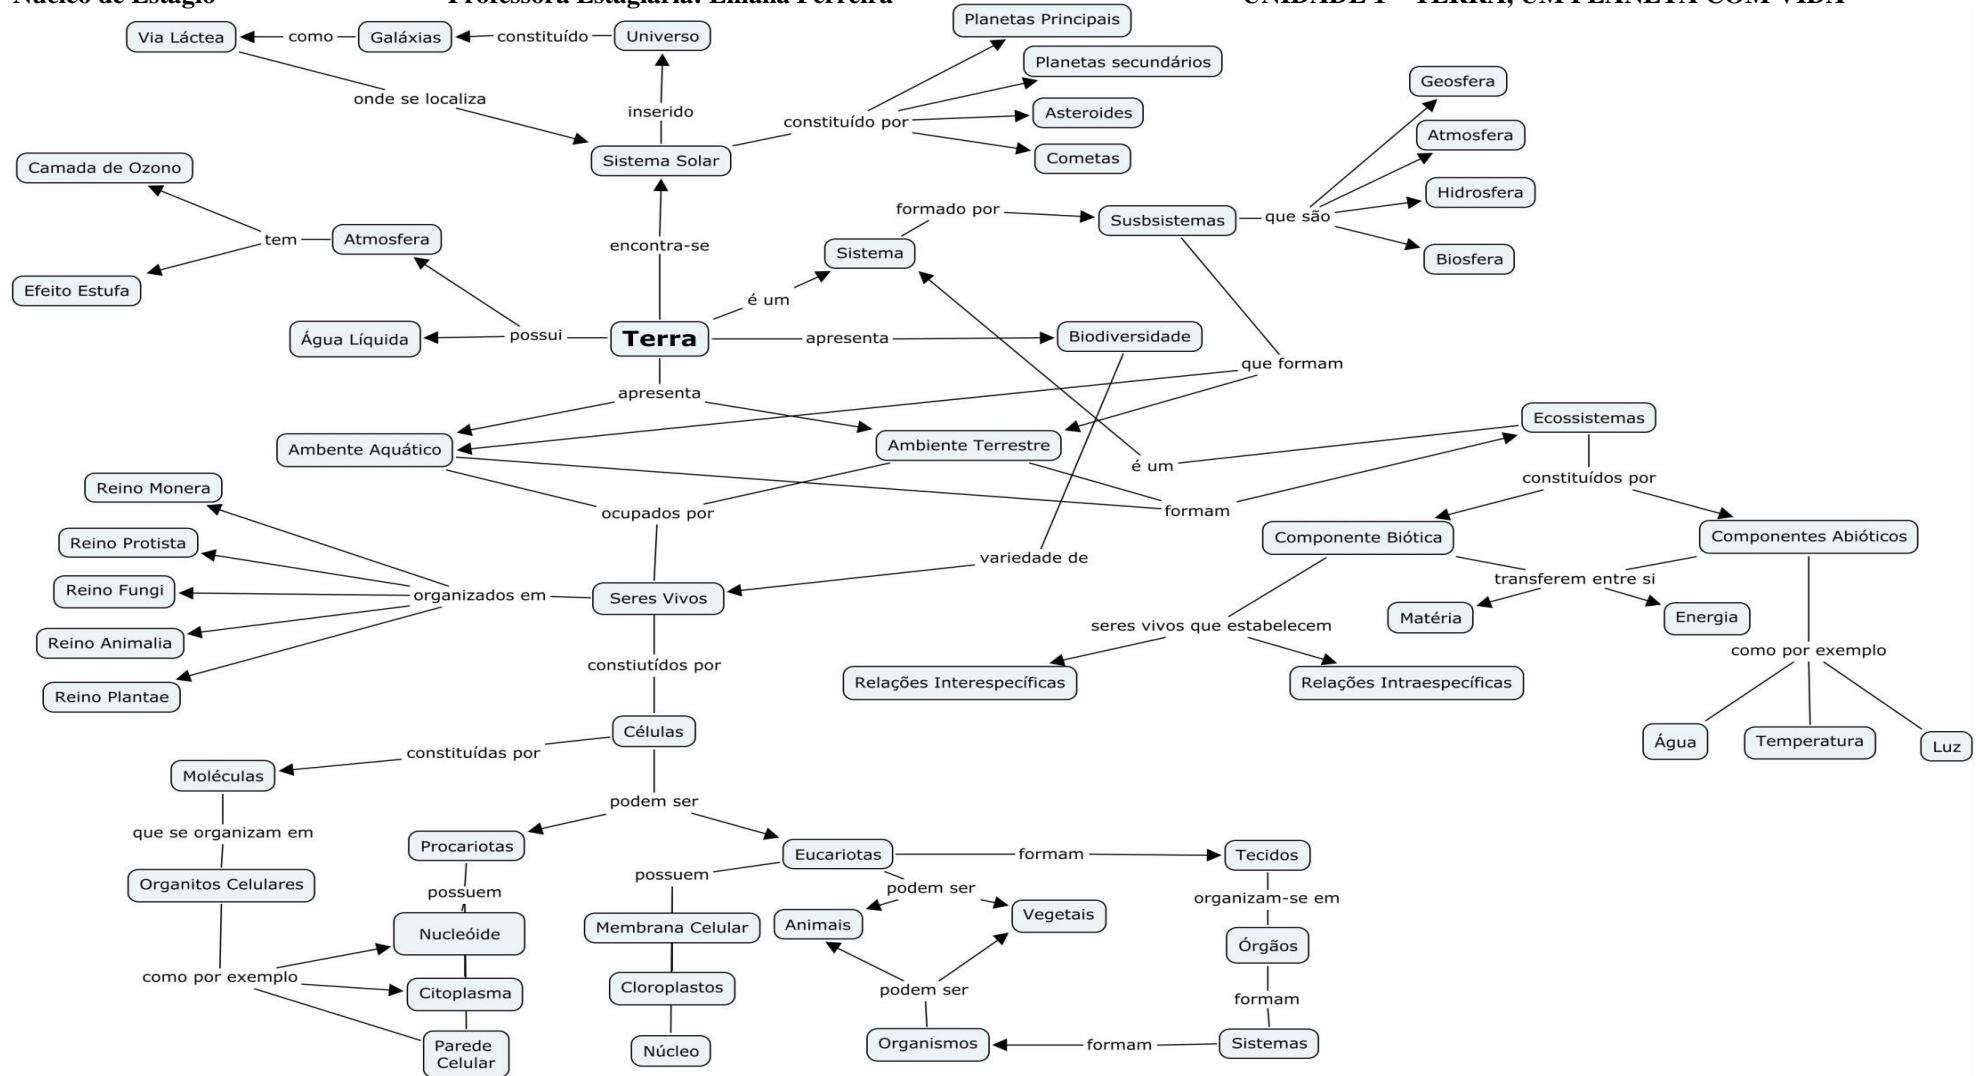 Núcleo de Estágio Professora Estagiária: Liliana Ferreira UNIDADE 1 – TERRA, UM PLANETA COM VIDA
Via Láctea como Galáxias constituído Universo
Planetas Principais
Planetas secundários
onde se localiza
inserido
constituído por
Asteroides
Cometas
Sistema Solar
Geosfera
Atmosfera
Hidrosfera
Biosfera
Camada de Ozono
tem
Atmosfera
Efeito Estufa
encontra-se
formado por
Susbsistemas
que são
Sistema
é um
Água Líquida
possui
Terra
apresenta
Biodiversidade
que formam
apresenta
Ambente Aquático
Ambiente Terrestre
é um
Ecossistemas
constituídos por
ocupados por
formam
Componente Biótica
Componentes Abióticos
variedade de
transferem entre si
Matéria
Energia
Reino Monera
Reino Protista
Reino Fungi
Reino Animalia
Reino Plantae
organizados em
Seres Vivos
seres vivos que estabelecem
Relações Interespecíficas
Relações Intraespecíficas
como por exemplo
Água
Temperatura
Luz
constiutídos por
Células
constituídas por
Moléculas
que se organizam em
Organitos Celulares
como por exemplo
podem ser
Procariotas
possuem
Nucleóide
Citoplasma
Parede
Celular
Eucariotas
possuem
Membrana Celular
Cloroplastos
Núcleo
podem ser
Animais
Vegetais
podem ser
Organismos
formam
Tecidos
organizam-se em
Órgãos
formam
Sistemas
formam